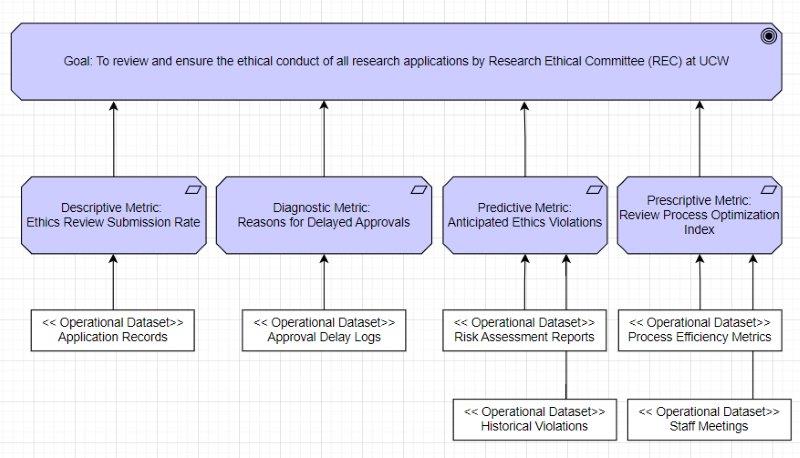 Goal: To review and ensure the ethical conduct of all research applications by Research Ethical Committee (REC) at UCW
Descriptive Metric:
Ethics Review Submission Rate
Diagnostic Metric:
Reasons for Delayed Approvals
Predictive Metric:
Anticipated Ethics Violations
Prescriptive Metric:
Review Process Optimization
Index
<< Operational Dataset>>
Application Records
<< Operational Dataset>>
Approval Delay Logs
<< Operational Dataset>>
Risk Assessment Reports
<< Operational Dataset>>
Process Efficiency Metrics
<< Operational Dataset>>
Historical Violations
<< Operational Dataset>>
Staff Meetings